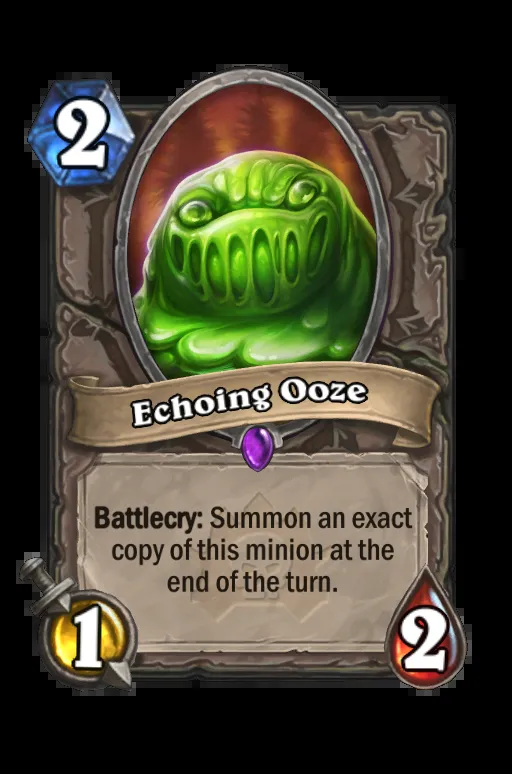 2
Echoing Ooze
Battlecry: Summon an exact
copy of this minion at the
end of the turn.
1
2